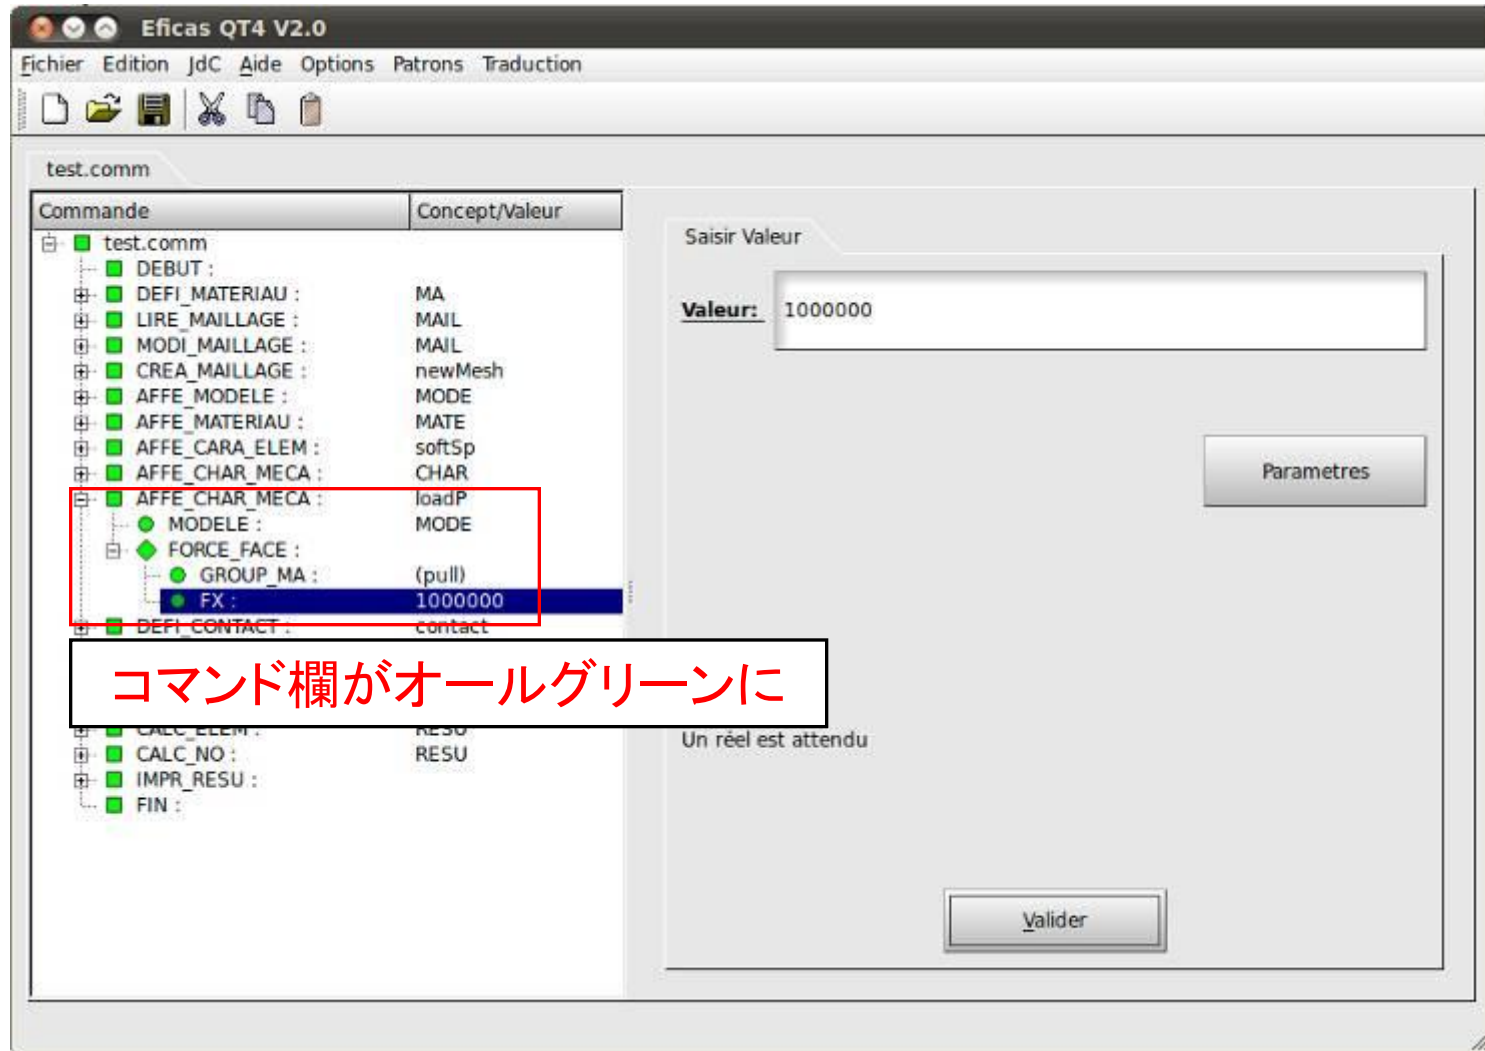 Eficas QT4 V2.0
Fichier Edition JdC Aide Options Patrons Traduction
test.comm
Commande Concept/Valeur
test.comm
DEBUT :
DEFI_MATERIAU : MA
LIRE_MAILLAGE : MAIL
MODI_MAILLAGE : MAIL
CREA_MAILLAGE : newMesh
AFFE_MODELE : MODE
AFFE_MATERIAU : MATE
AFFE_CARA_ELEM : softSp
AFFE_CHAR_MECA : CHAR
AFFE_CHAR_MECA : loadP
MODELE : MODE
FORCE_FACE :
GROUP_MA : (pull)
FX : 1000000
DEFI_CONTACT : contact
コマンド欄がオールグリーンに
CALC_ELEM : RESU
CALC_NO : RESU
IMPR_RESU :
FIN :
Saisir Valeur
Valeur: 1000000
Parametres
Un réel est attendu
Valider